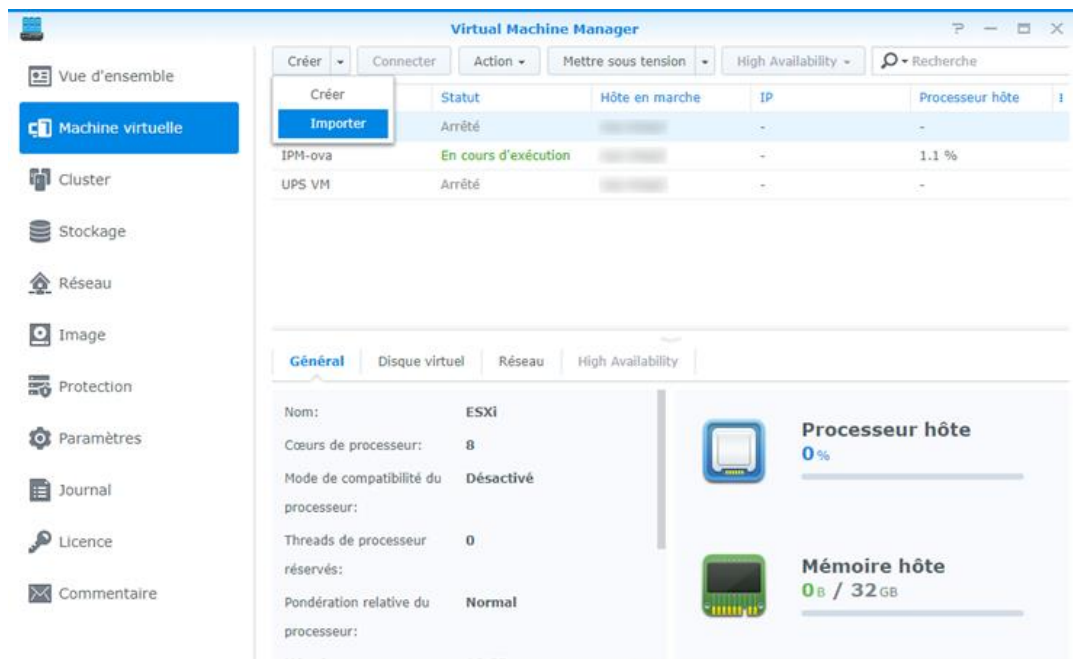 Virtual Machine Manager
Vue d'ensemble
Machine virtuelle
Cluster
Stockage
Réseau
Image
Protection
Paramètres
Journal
Licence
Commentaire
Créer Connecter Action Mettre sous tension High Availability Recherche
Créer
Importer
Statut Hôte en marche IP Processeur hôte
Arrêté - -
IPM-ova En cours d'exécution - 1.1 %
UPS VM Arrêté - -
Général Disque virtuel Réseau High Availability
Nom: ESXi
Cœurs de processeur: 8
Mode de compatibilité du Désactivé
processeur:
Threads de processeur 0
réservés:
Pondération relative du Normal
processeur:
Processeur hôte
0 %
Mémoire hôte
0 B / 32 GB